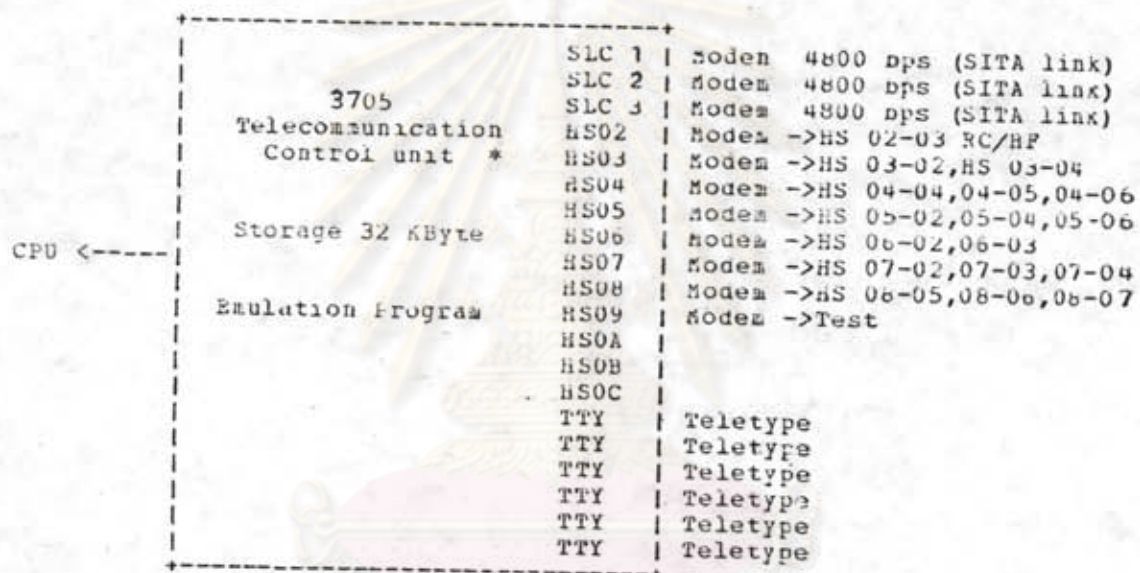 SLC 1 | Modem 4800 bps (SITA link)
SLC 2 | Modem 4800 bps (SITA link)
3705 SLC 3 | Modem 4800 bps (SITA link)
Telecommunication HS02 | Modem ->HS 02-03 RC/HF
Control unit * HS03 | Modem ->HS 03-02,HS 03-04
HS04 | Modem ->HS 04-04,04-05,04-06
HS05 | Modem ->HS 05-02,05-04,05-06
Storage 32 KByte HS06 | Modem ->HS 06-02,06-03
CPU <----- HS07 | Modem ->HS 07-02,07-03,07-04
HS08 | Modem ->HS 08-05,08-06,08-07
Emulation Program HS09 | Modem ->Test
HS0A
HS0B
HS0C
TTY | Teletype
TTY | Teletype
TTY | Teletype
TTY | Teletype
TTY | Teletype
TTY | Teletype